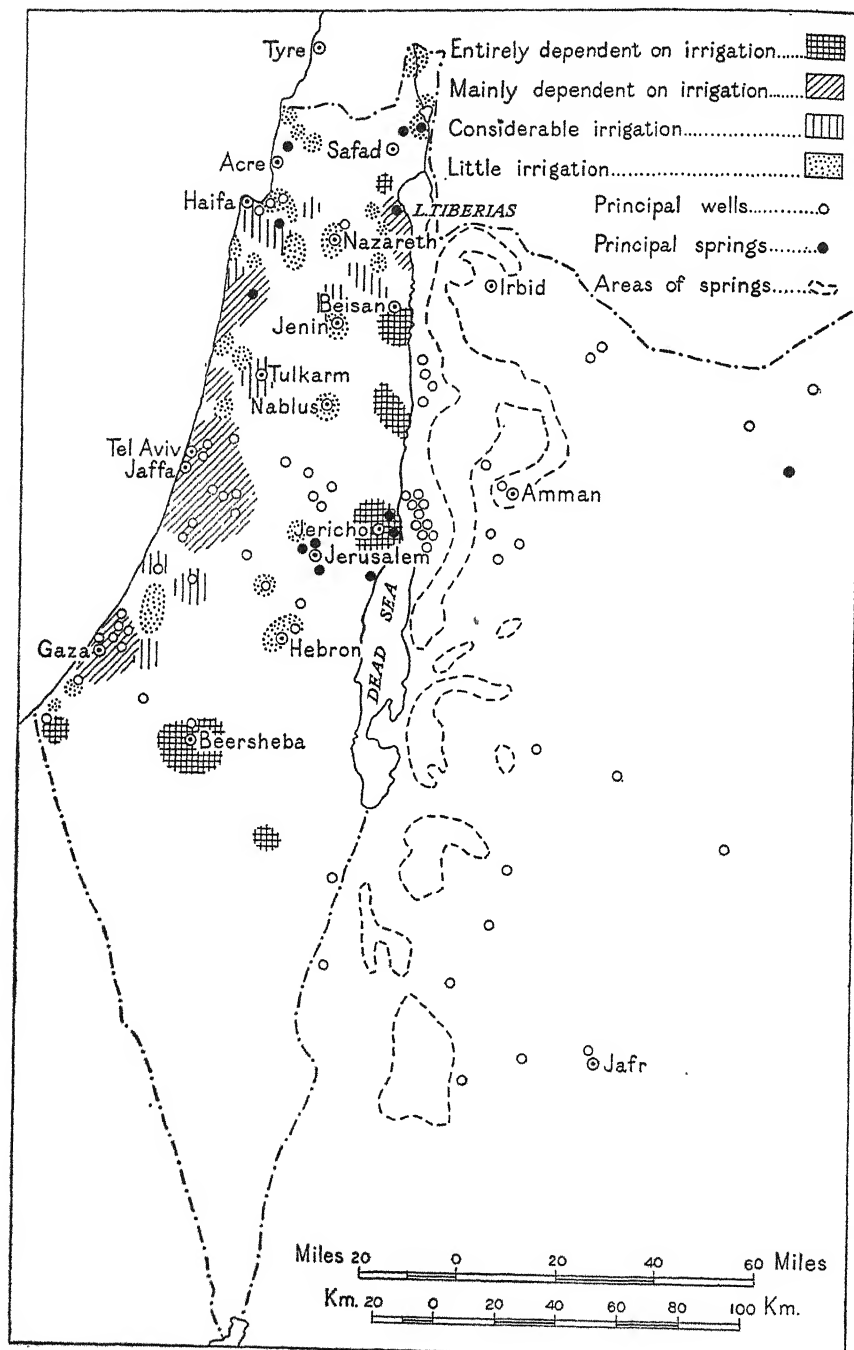 Tyre
Entirely dependent on irrigation.......
Mainly dependent on irrigation.......
Considerable irrigation.......................
Little irrigation...................................
Principal wells..........
Principal springs........
Areas of springs.....
Acre
Safad
Haifa
L. TIBERIAS
Nazareth
Irbid
Beisan
Jenin
Tulkarm
Nablus
Tel Aviv
Jaffa
Amman
Jericho
Jerusalem
DEAD SEA
Gaza
Hebron
Beersheba
Jafr
Miles 20 0 20 40 60 Miles
Km. 20 0 20 40 60 80 100 Km.